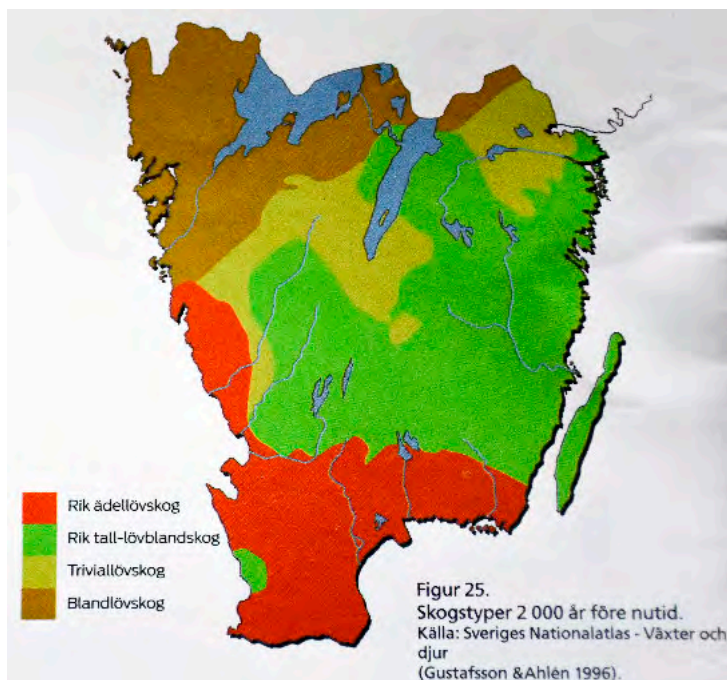 Rik ädellövskog
Rik tall-lövblandskog
Triviallövskog
Blandlövskog
Figur 25.
Skogstyper 2 000 år före nutid.
Källa: Sveriges Nationalatlas - Växter och
djur
(Gustafsson &Ahlén 1996).